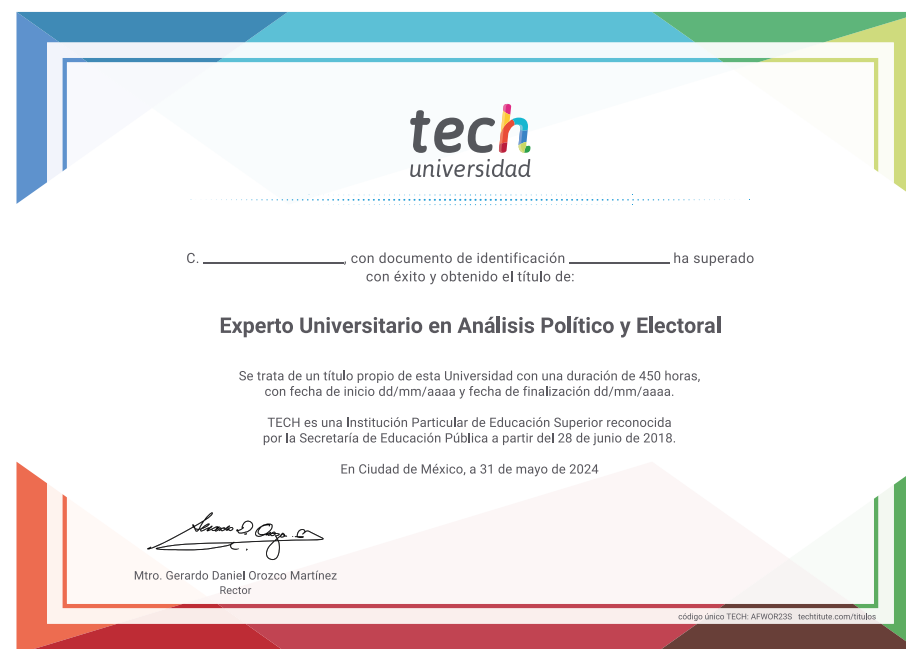 tech
universidad
C. ____________________, con documento de identificación ______________ ha superado
con éxito y obtenido el título de:
Experto Universitario en Análisis Político y Electoral
Se trata de un título propio de esta Universidad con una duración de 450 horas,
con fecha de inicio dd/mm/aaaa y fecha de finalización dd/mm/aaaa.
TECH es una Institución Particular de Educación Superior reconocida
por la Secretaría de Educación Pública a partir del 28 de junio de 2018.
En Ciudad de México, a 31 de mayo de 2024
Mtro. Gerardo Daniel Orozco Martínez
Rector
código único TECH: AFWOR23S techtitute.com/titulos